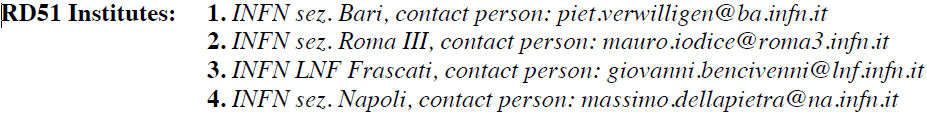 RD51 Institutes: 1. INFN sez. Bari, contact person: piet.verwilligen@ba.infn.it
2. INFN sez. Roma III, contact person: mauro.iodice@roma3.infn.it
3. INFN LNF Frascati, contact person: giovanni.bencivenni@lnf.infn.it
4. INFN sez. Napoli, contact person: massimo.dellapietra@na.infn.it